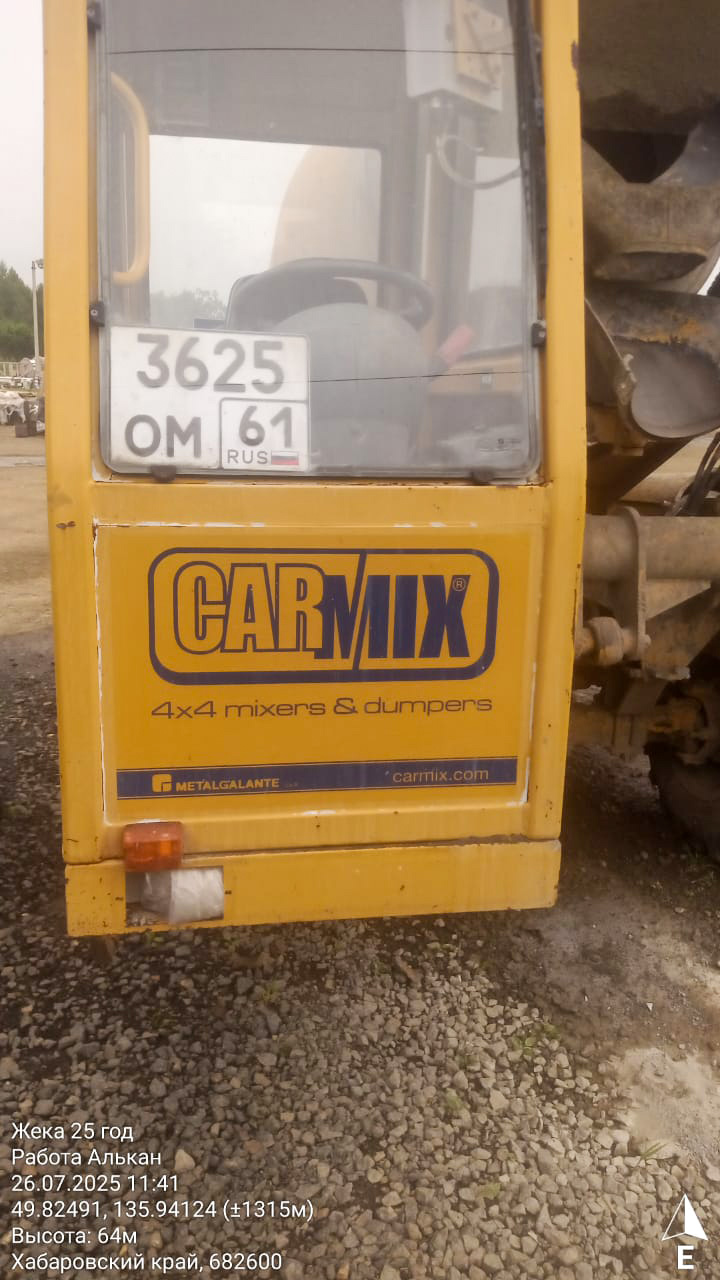 3625
ОМ 61
RUS
CARMIX®
4x4 mixers & dumpers
METALGALANTE
carmix.com
Жека 25 год
Работа Алькан
26.07.2025 11:41
49.82491, 135.94124 (±1315м)
Высота: 64м
Хабаровский край, 682600
E